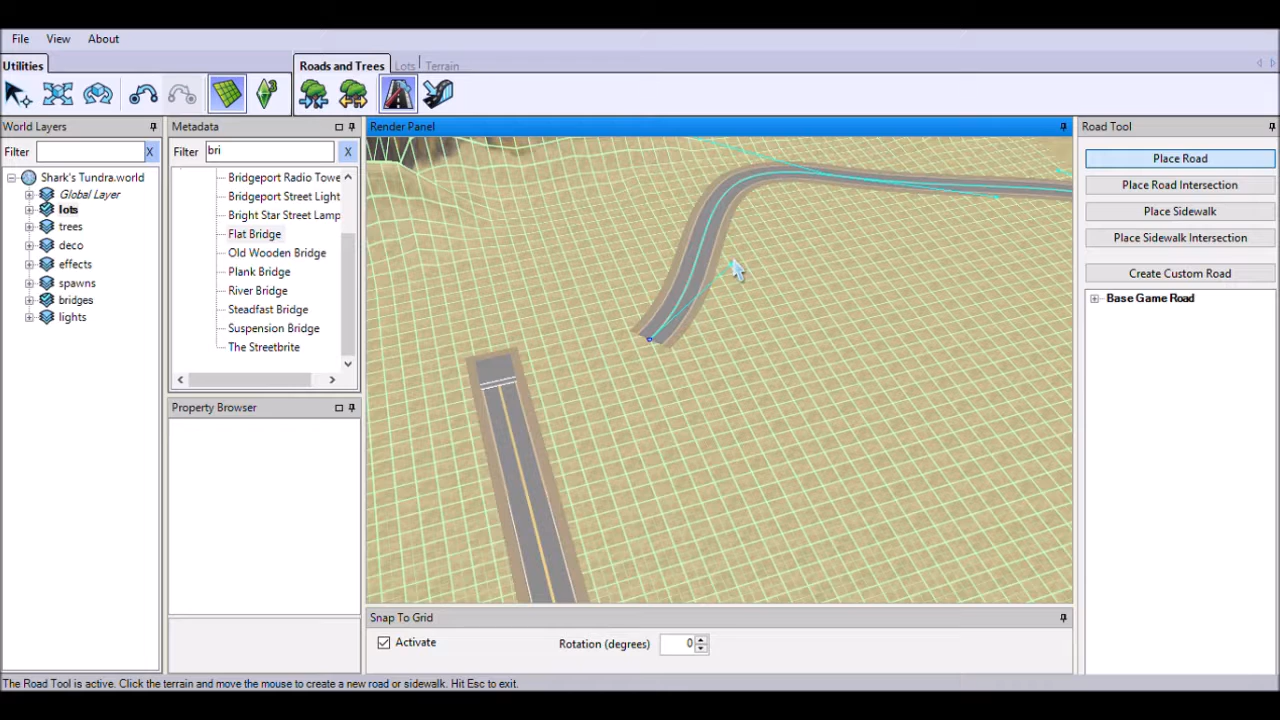 File View About
Utilities
Roads and Trees Lots Terrain
World Layers
Filter X
Shark's Tundra.world
Global Layer
lots
trees
deco
effects
spawns
bridges
lights
Metadata
Filter bri X
Bridgeport Radio Towe
Bridgeport Street Light
Bright Star Street Lamp
Flat Bridge
Old Wooden Bridge
Plank Bridge
River Bridge
Steadfast Bridge
Suspension Bridge
The Streetbrite
Property Browser
Render Panel
Snap To Grid
Activate Rotation (degrees) 0
Road Tool
Place Road
Place Road Intersection
Place Sidewalk
Place Sidewalk Intersection
Create Custom Road
Base Game Road
The Road Tool is active. Click the terrain and move the mouse to create a new road or sidewalk. Hit Esc to exit.